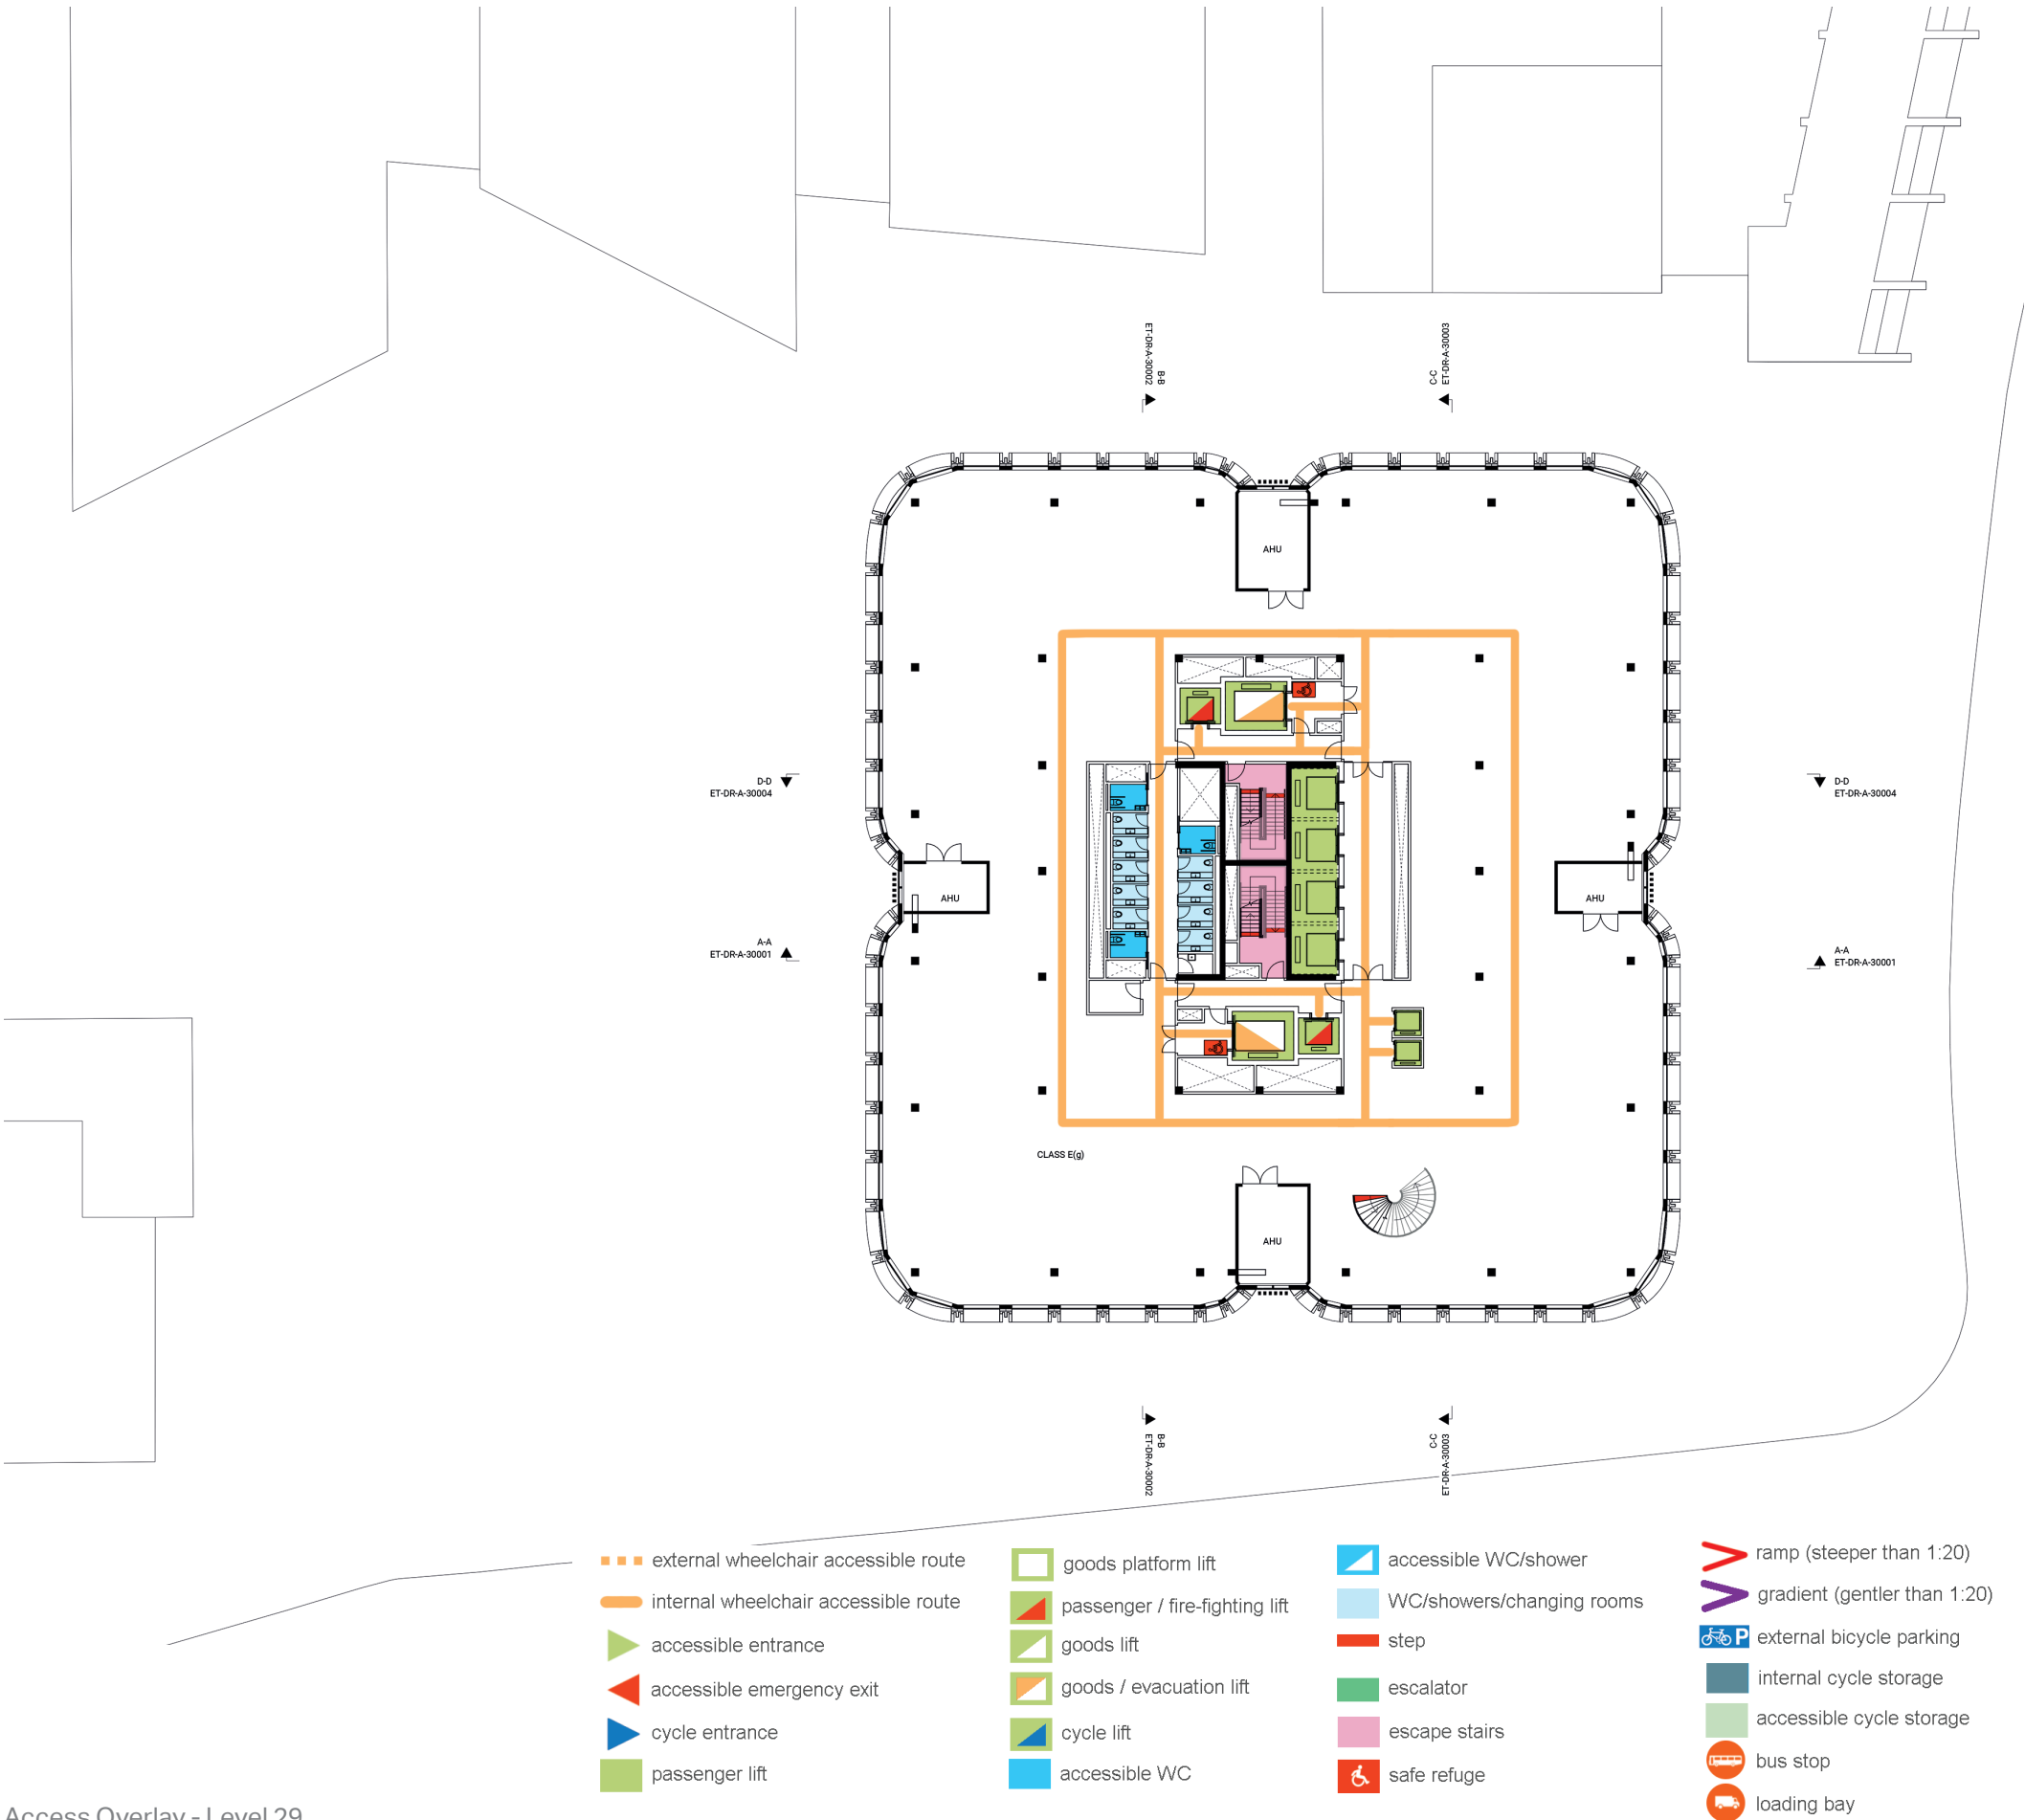 ET-DR-A-30002
B-B
C-C
ET-DR-A-30003
AHU
D-D
ET-DR-A-30004
D-D
ET-DR-A-30004
AHU
AHU
A-A
ET-DR-A-30001
A-A
ET-DR-A-30001
CLASS E(g)
AHU
B-B
ET-DR-A-30002
C-C
ET-DR-A-30003
external wheelchair accessible route
internal wheelchair accessible route
accessible entrance
accessible emergency exit
cycle entrance
passenger lift
goods platform lift
passenger / fire-fighting lift
goods lift
goods / evacuation lift
cycle lift
accessible WC
accessible WC/shower
WC/showers/changing rooms
step
escalator
escape stairs
safe refuge
ramp (steeper than 1:20)
gradient (gentler than 1:20)
P
external bicycle parking
internal cycle storage
accessible cycle storage
bus stop
loading bay
Access Overlay - Level 29